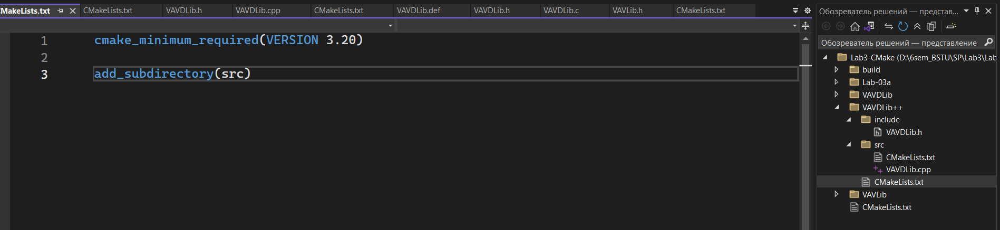 CMakeLists.txt CMakeLists.txt VAVDLib.h VAVDLib.cpp CMakeLists.txt VAVDLib.def VAVDLib.h VAVDLib.c VAVLib.h CMakeLists.txt
1 cmake_minimum_required(VERSION 3.20)
2
3 add_subdirectory(src)
Обозреватель решений — представ...
Обозреватель решений — представление
Lab3-CMake (D:\6sem_BSTU\SP\Lab3\Lab
build
Lab-03a
VAVDLib
VAVDLib++
include
VAVDLib.h
src
CMakeLists.txt
VAVDLib.cpp
CMakeLists.txt
VAVLib
CMakeLists.txt